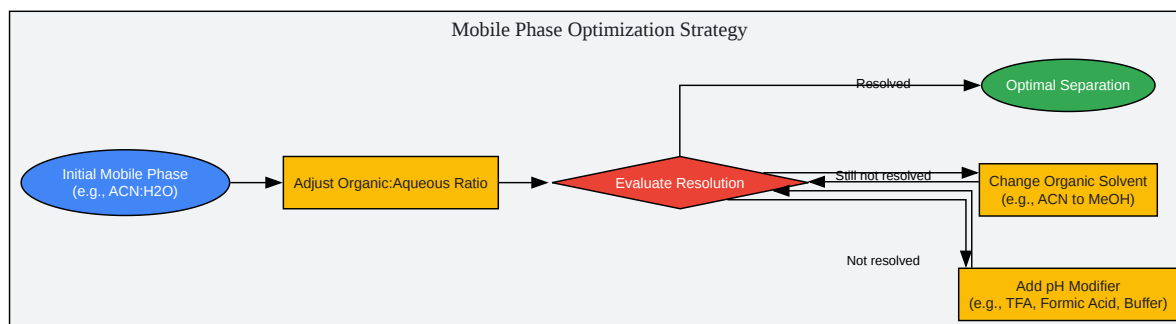 Mobile Phase Optimization Strategy
Resolved
Optimal Separation
Initial Mobile Phase
(e.g., ACN:H2O)
Adjust Organic:Aqueous Ratio
Evaluate Resolution
Still not resolved
Change Organic Solvent
(e.g., ACN to MeOH)
Not resolved
Add pH Modifier
(e.g., TFA, Formic Acid, Buffer)